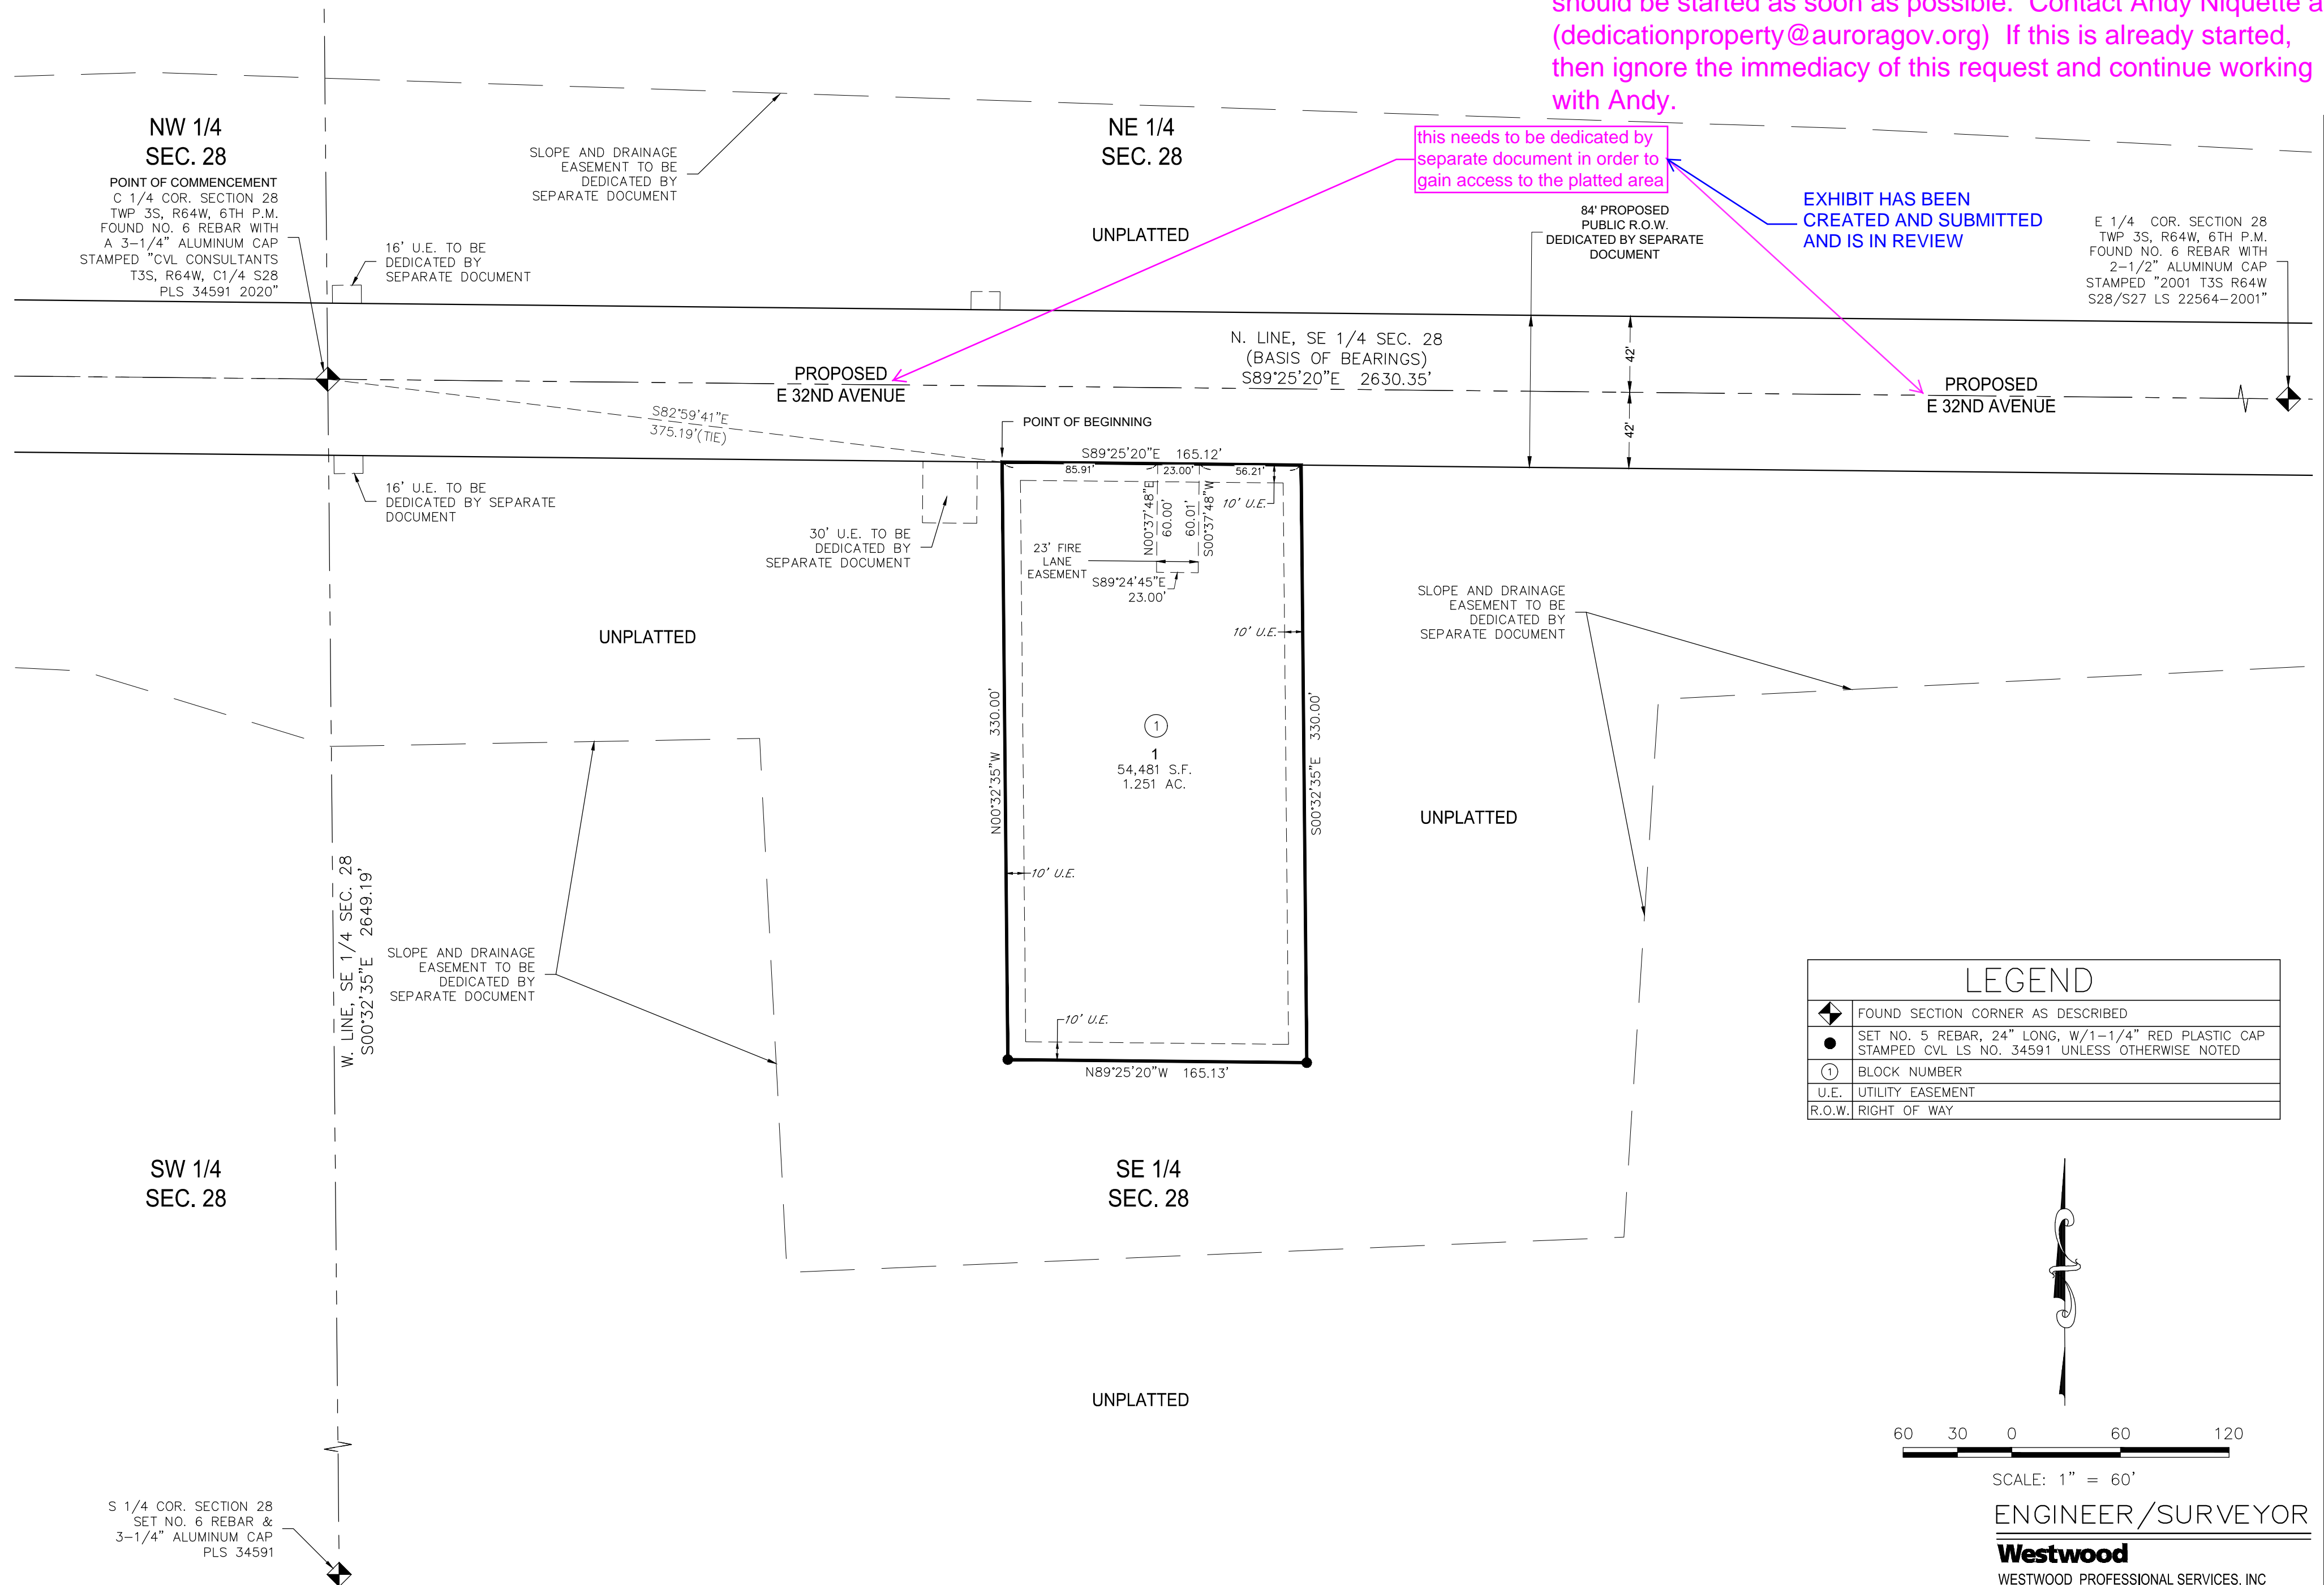 should be started as soon as possible.  Contact Andy Niquette a
(dedicationproperty@auroragov.org)  If this is already started,
then ignore the immediacy of this request and continue working
with Andy.
NW 1/4
SEC. 28
POINT OF COMMENCEMENT
C 1/4 COR. SECTION 28
TWP 3S, R64W, 6TH P.M.
FOUND NO. 6 REBAR WITH
A 3-1/4" ALUMINUM CAP
STAMPED "CVL CONSULTANTS
T3S, R64W, C1/4 S28
PLS 34591 2020"
SLOPE AND DRAINAGE
EASEMENT TO BE
DEDICATED BY
SEPARATE DOCUMENT
16' U.E. TO BE
DEDICATED BY
SEPARATE DOCUMENT
NE 1/4
SEC. 28
UNPLATTED
this needs to be dedicated by
separate document in order to
gain access to the platted area
84' PROPOSED
PUBLIC R.O.W.
DEDICATED BY SEPARATE
DOCUMENT
EXHIBIT HAS BEEN
CREATED AND SUBMITTED
AND IS IN REVIEW
E 1/4  COR. SECTION 28
TWP 3S, R64W, 6TH P.M.
FOUND NO. 6 REBAR WITH
2-1/2" ALUMINUM CAP
STAMPED "2001 T3S R64W
S28/S27 LS 22564-2001"
N. LINE, SE 1/4 SEC. 28
(BASIS OF BEARINGS)
S89°25'20"E  2630.35'
42'
42'
PROPOSED
E 32ND AVENUE
PROPOSED
E 32ND AVENUE
S82°59'41"E
375.19'(TIE)
POINT OF BEGINNING
S89°25'20"E  165.12'
85.91'
23.00'
56.21'
16' U.E. TO BE
DEDICATED BY SEPARATE
DOCUMENT
30' U.E. TO BE
DEDICATED BY
SEPARATE DOCUMENT
N00°37'48"E
60.00'
60.01'
S00°37'48"W
10' U.E.
23' FIRE
LANE
EASEMENT
S89°24'45"E
23.00'
10' U.E.
SLOPE AND DRAINAGE
EASEMENT TO BE
DEDICATED BY
SEPARATE DOCUMENT
UNPLATTED
N00°32'35"W  330.00'
1
1
54,481 S.F.
1.251 AC.
S00°32'35"E  330.00'
UNPLATTED
10' U.E.
W. LINE, SE 1/4 SEC. 28
S00°32'35"E  2649.19'
SLOPE AND DRAINAGE
EASEMENT TO BE
DEDICATED BY
SEPARATE DOCUMENT
10' U.E.
N89°25'20"W  165.13'
LEGEND
FOUND SECTION CORNER AS DESCRIBED
SET NO. 5 REBAR, 24" LONG, W/1-1/4" RED PLASTIC CAP
STAMPED CVL LS NO. 34591 UNLESS OTHERWISE NOTED
1 BLOCK NUMBER
U.E. UTILITY EASEMENT
R.O.W. RIGHT OF WAY
SW 1/4
SEC. 28
SE 1/4
SEC. 28
UNPLATTED
60 30 0 60 120
SCALE: 1" = 60'
S 1/4 COR. SECTION 28
SET NO. 6 REBAR &
3-1/4" ALUMINUM CAP
PLS 34591
ENGINEER/SURVEYOR
Westwood
WESTWOOD PROFESSIONAL SERVICES, INC